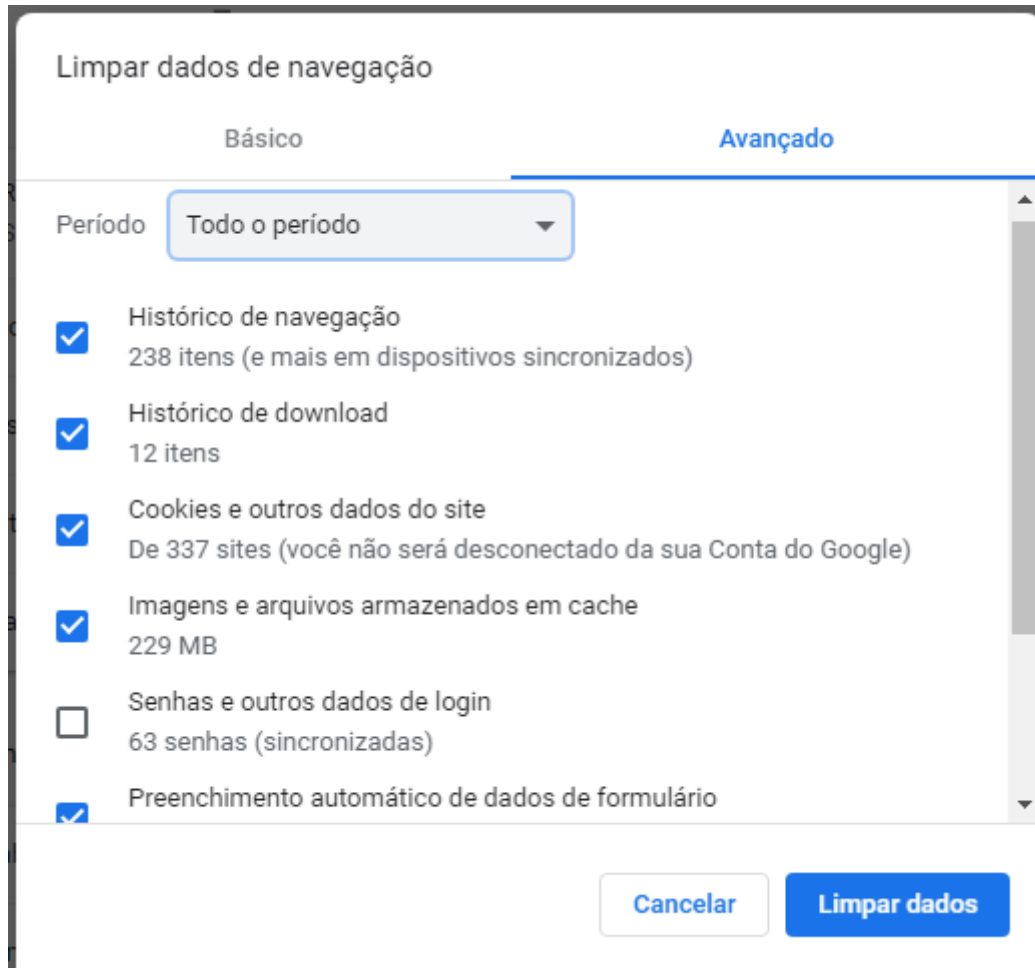 Limpar dados de navegação
Básico
Avançado
Período
Todo o período
Histórico de navegação
238 itens (e mais em dispositivos sincronizados)
Histórico de download
12 itens
Cookies e outros dados do site
De 337 sites (você não será desconectado da sua Conta do Google)
Imagens e arquivos armazenados em cache
229 MB
Senhas e outros dados de login
63 senhas (sincronizadas)
Preenchimento automático de dados de formulário
Cancelar
Limpar dados